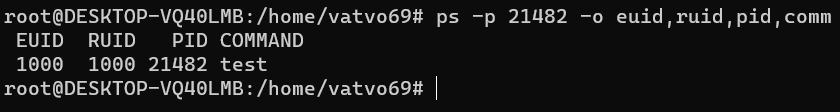 root@DESKTOP-VQ40LMB:/home/vatvo69# ps -p 21482 -o euid,ruid,pid,comm
 EUID  RUID   PID COMMAND
 1000  1000 21482 test
root@DESKTOP-VQ40LMB:/home/vatvo69#